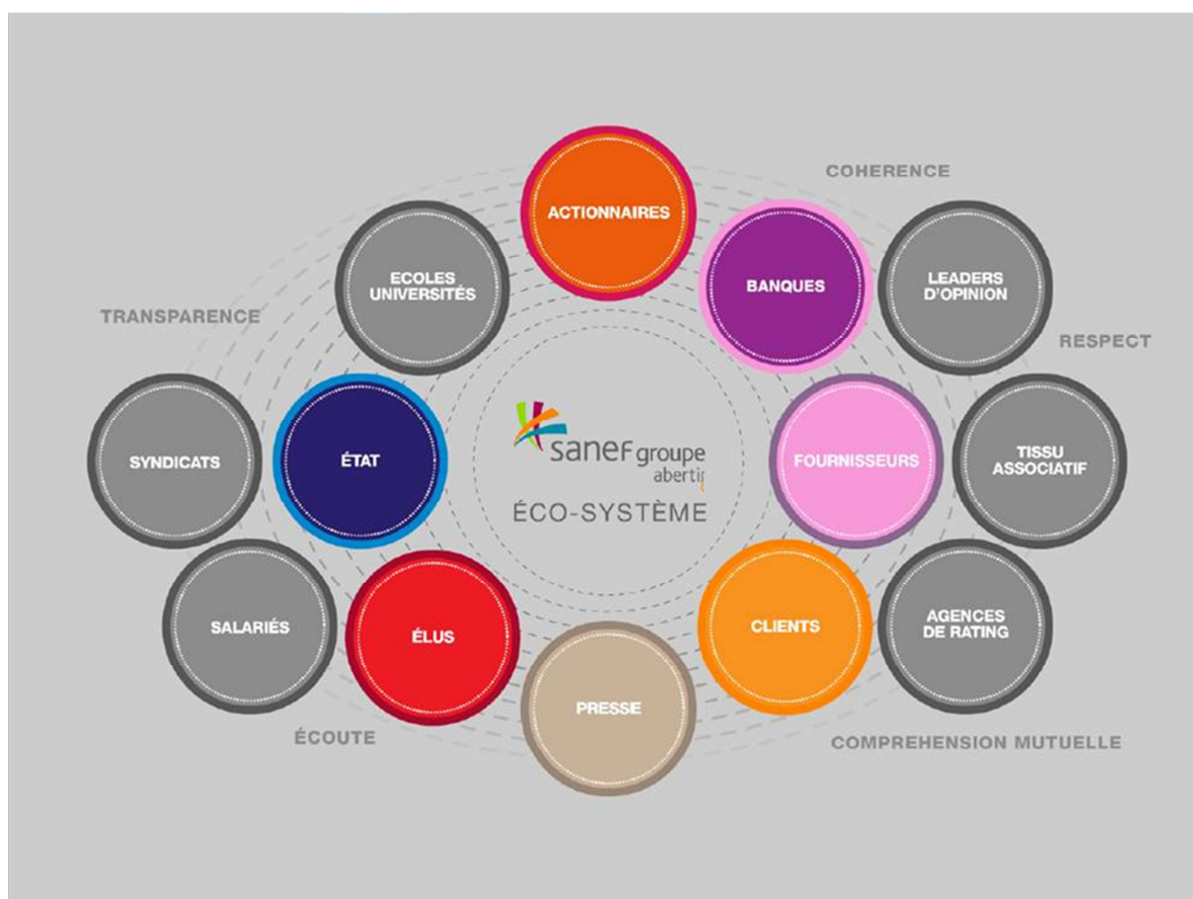 ACTIONNAIRES
COHERENCE
ECOLES
UNIVERSITÉS
BANQUES
LEADERS
D'OPINION
TRANSPARENCE
RESPECT
SYNDICATS
ÉTAT
sanef groupe
abertis
ÉCO-SYSTÈME
FOURNISSEURS
TISSU
ASSOCIATIF
SALARIÉS
ÉLUS
CLIENTS
AGENCES
DE RATING
PRESSE
ÉCOUTE
COMPREHENSION MUTUELLE